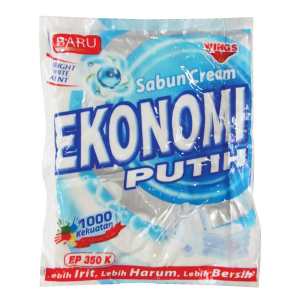 BARU
WINGS
Sabun Cream
EKONOMI
PUTIH
1000
Kekuatan
EP 350 K
Lebih Irit, Lebih Harum, Lebih Bersih